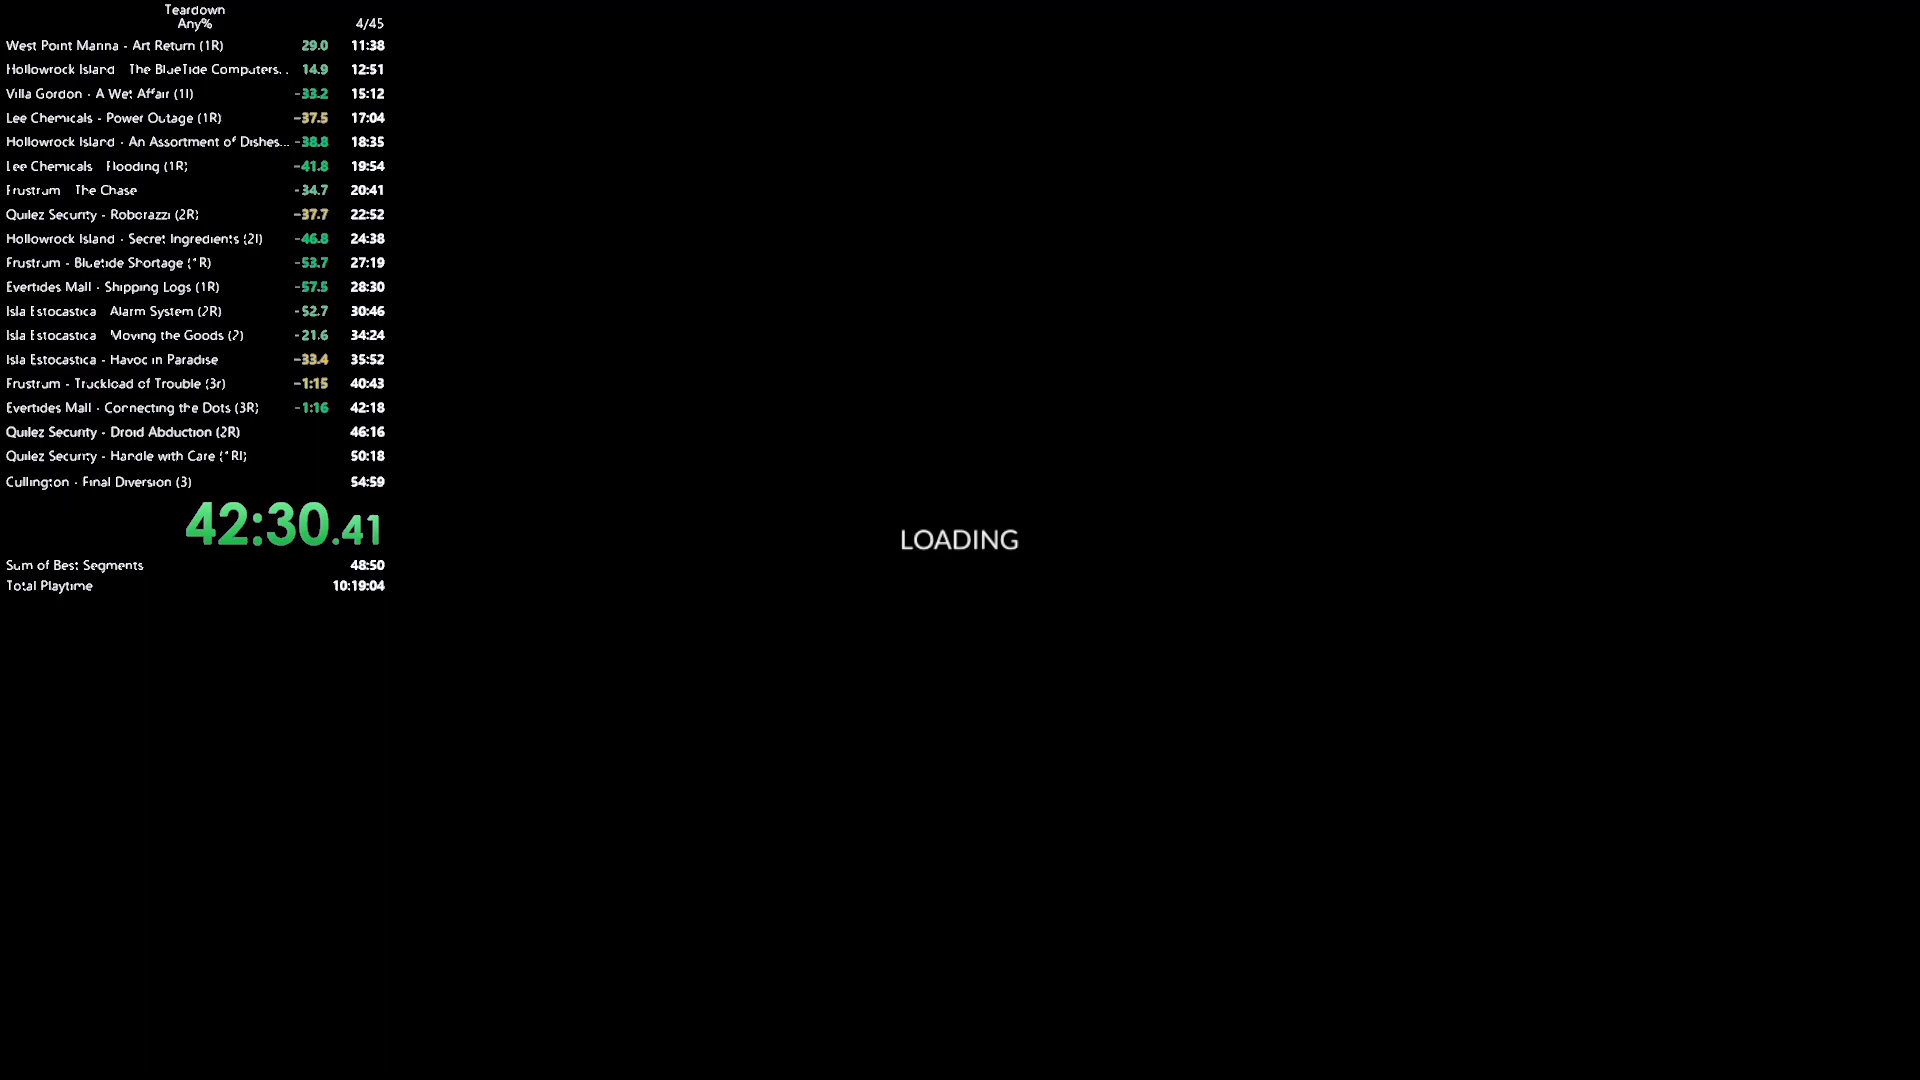 Teardown
Any% 4/45
West Point Marina - Art Return (1R) 29.0 11:38
Hollowrock Island - The BlueTide Computers... 14.9 12:51
Villa Gordon - A Wet Affair (1I) -33.2 15:12
Lee Chemicals - Power Outage (1R) -37.5 17:04
Hollowrock Island - An Assortment of Dishes... -38.8 18:35
Lee Chemicals - Flooding (1R) -41.8 19:54
Frustrum - The Chase -34.7 20:41
Quilez Security - Roborazzi (2R) -37.7 22:52
Hollowrock Island - Secret Ingredients (2I) -46.8 24:38
Frustrum - Bluetide Shortage (1R) -53.7 27:19
Evertides Mall - Shipping Logs (1R) -57.5 28:30
Isla Estocastica - Alarm System (2R) -52.7 30:46
Isla Estocastica - Moving the Goods (2) -21.6 34:24
Isla Estocastica - Havoc in Paradise -33.4 35:52
Frustrum - Truckload of Trouble (3r) -1:15 40:43
Evertides Mall - Connecting the Dots (3R) -1:16 42:18
Quilez Security - Droid Abduction (2R) 46:16
Quilez Security - Handle with Care (1RI) 50:18
Cullington - Final Diversion (3) 54:59
42:30.41
LOADING
Sum of Best Segments 48:50
Total Playtime 10:19:04